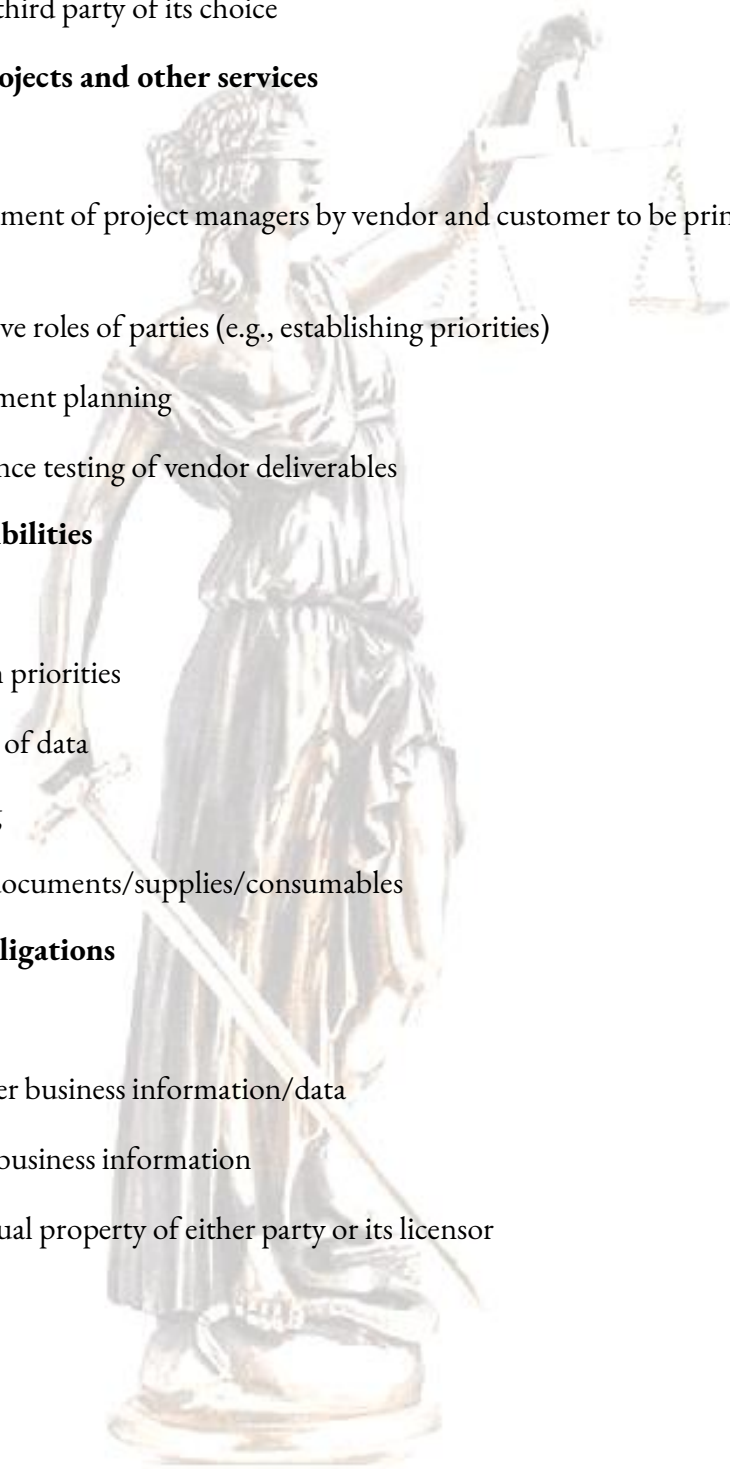 third party of its choice
ojects and other services
ment of project managers by vendor and customer to be prin
ve roles of parties (e.g., establishing priorities)
ment planning
nce testing of vendor deliverables
bilities
priorities
of data
documents/supplies/consumables
ligations
er business information/data
business information
ual property of either party or its licensor